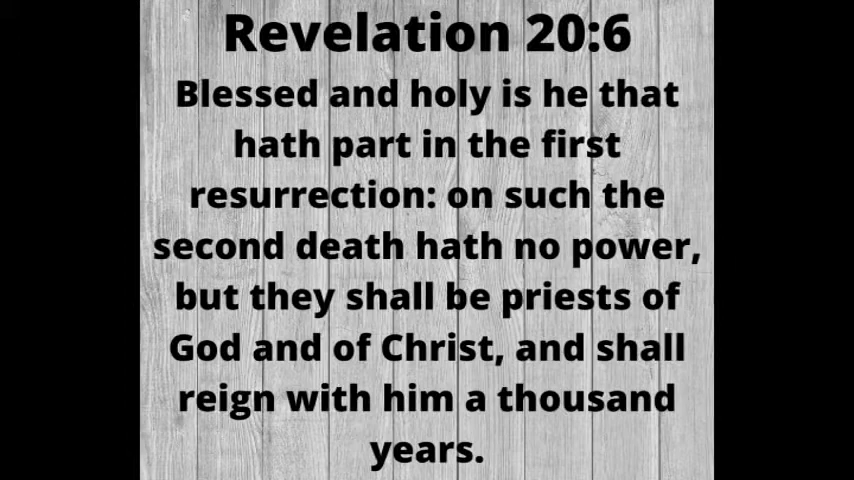 Revelation 20:6
Blessed and holy is he that
hath part in the first
resurrection: on such the
second death hath no power,
but they shall be priests of
God and of Christ, and shall
reign with him a thousand
years.